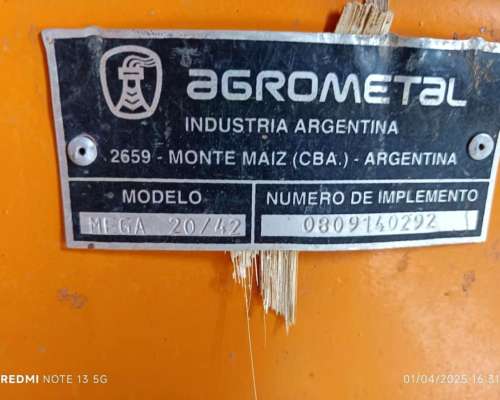 AGROMETAL
INDUSTRIA ARGENTINA
2659 - MONTE MAIZ (CBA.) - ARGENTINA
MODELO
MEGA 20/42
NUMERO DE IMPLEMENTO
0809140292
REDMI NOTE 13 5G
01/04/2025 16:31